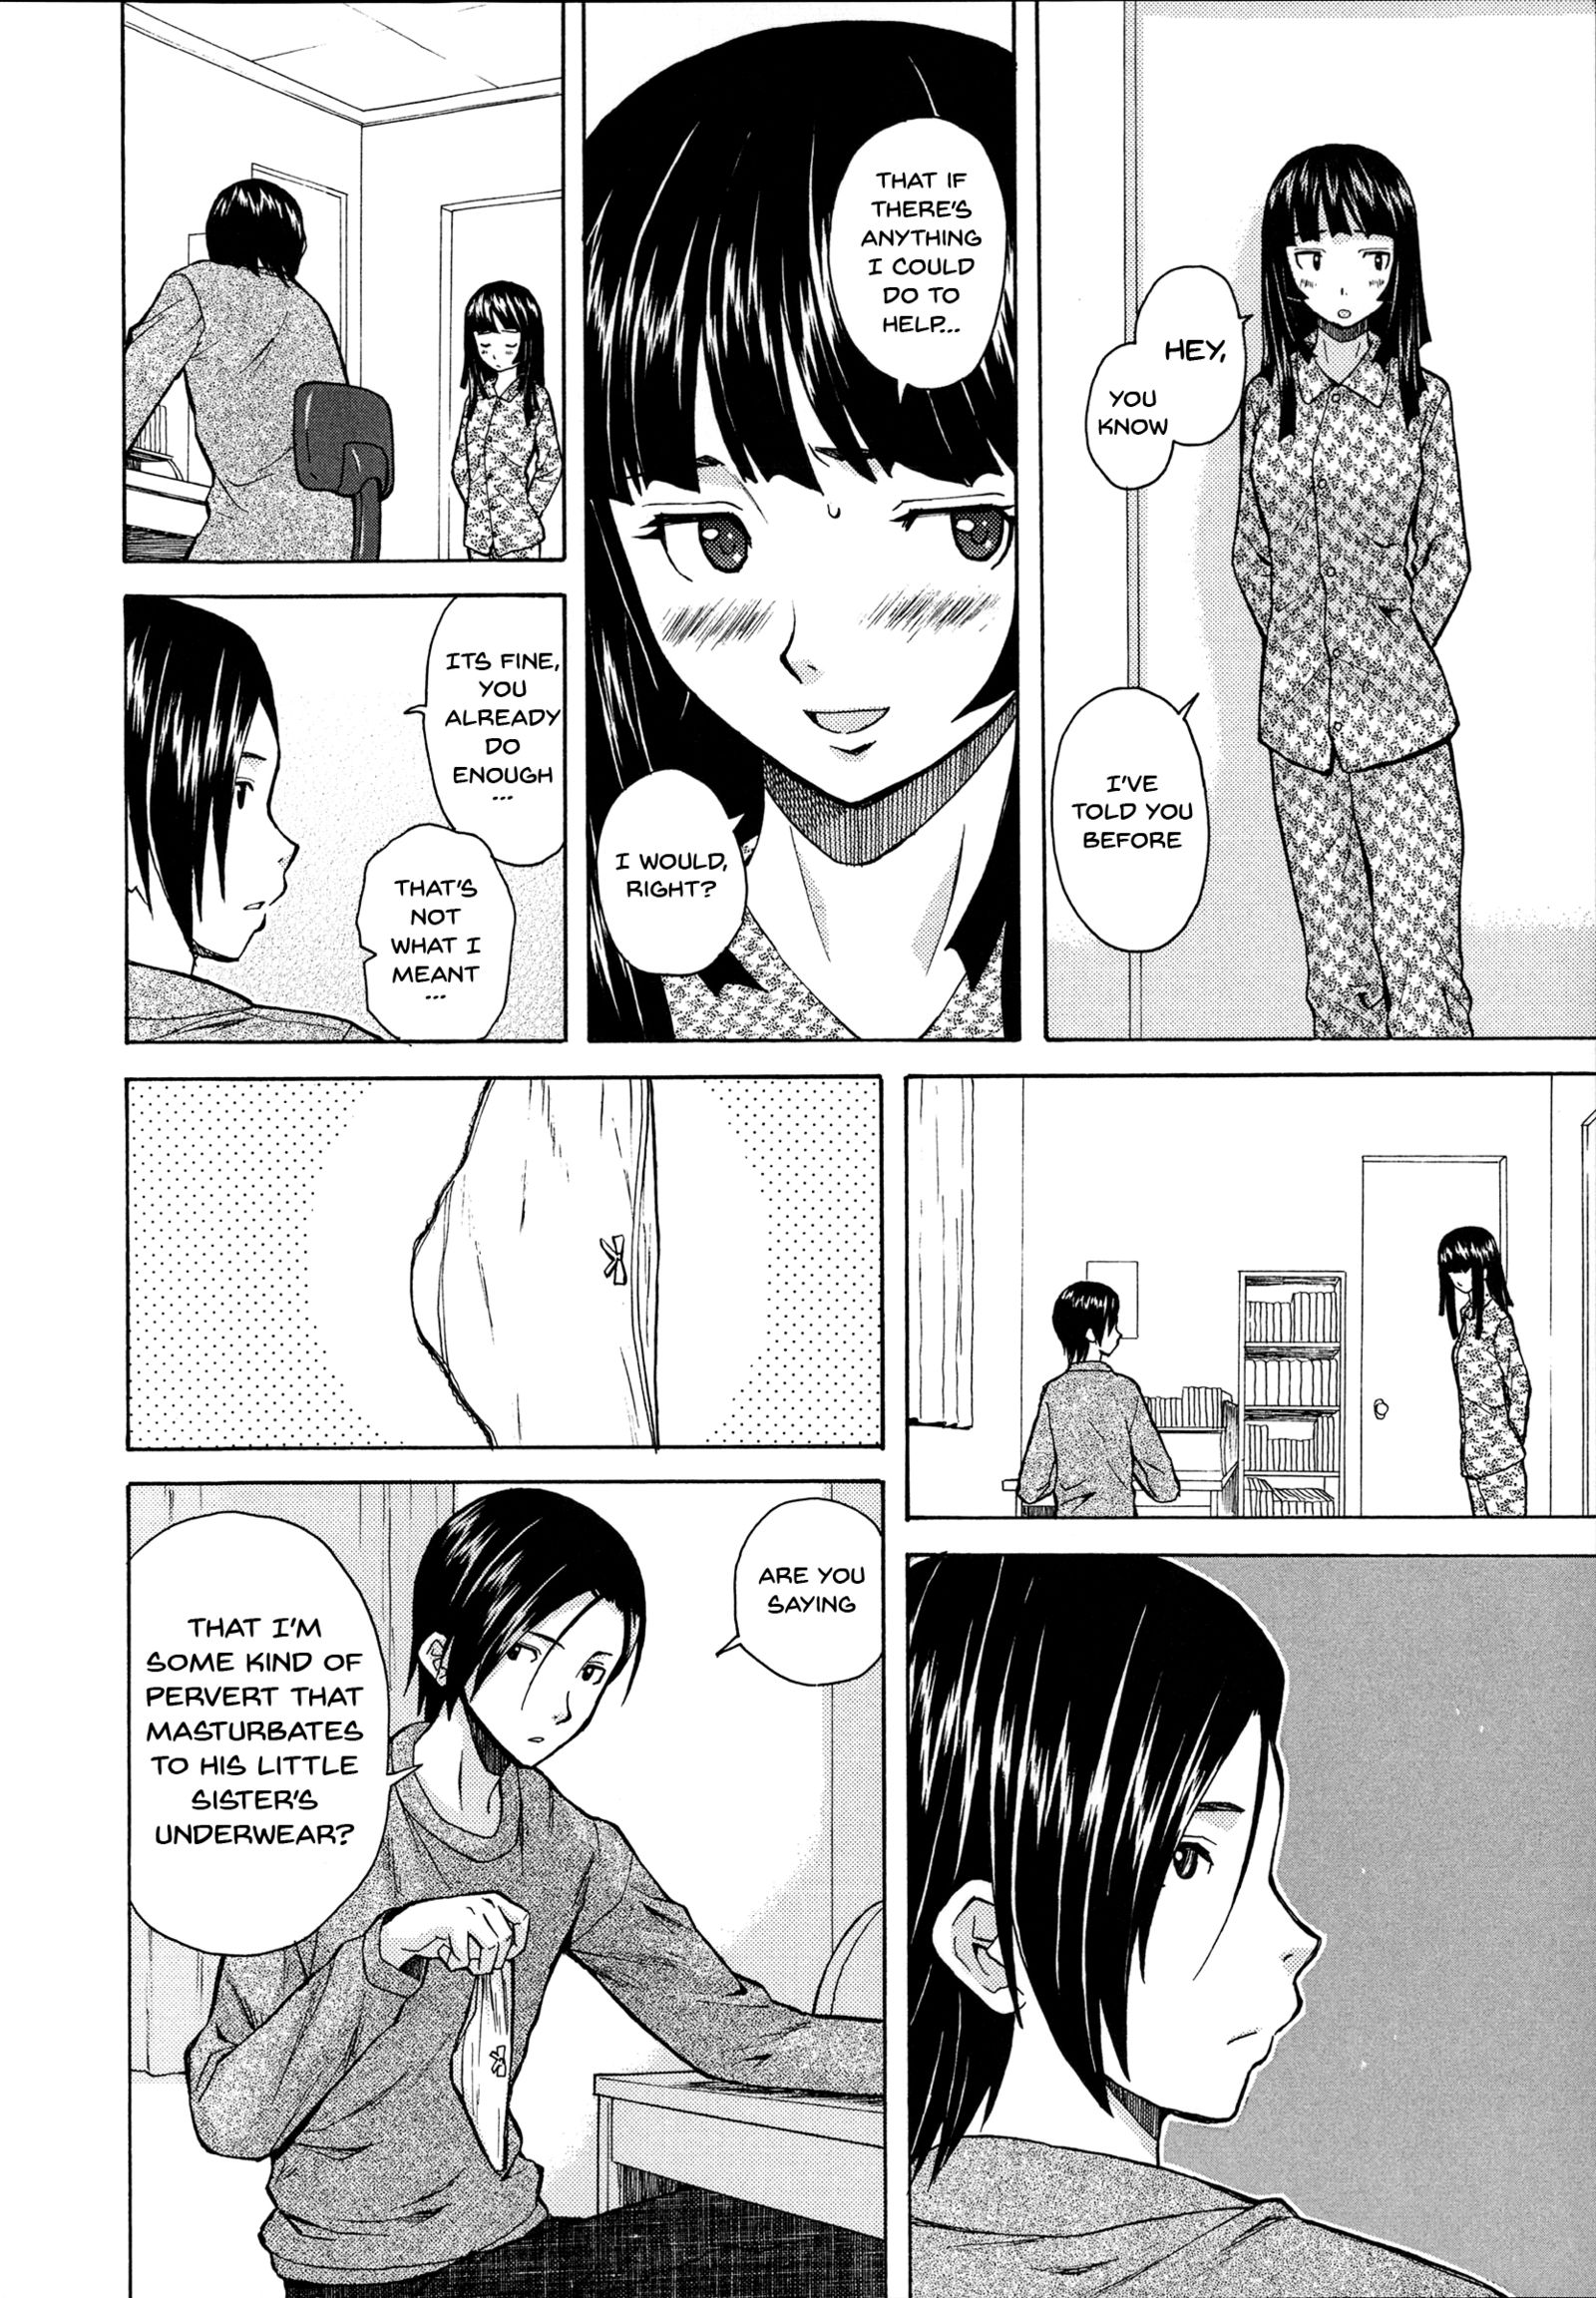 HEY,
YOU
KNOW
I'VE
TOLD YOU
BEFORE
THAT IF
THERE'S
ANYTHING
I COULD
DO TO
HELP...
I WOULD,
RIGHT?
ITS FINE,
YOU
ALREADY
DO
ENOUGH
...
THAT'S
NOT
WHAT I
MEANT
...
ARE YOU
SAYING
THAT I'M
SOME KIND OF
PERVERT THAT
MASTURBATES
TO HIS LITTLE
SISTER'S
UNDERWEAR?